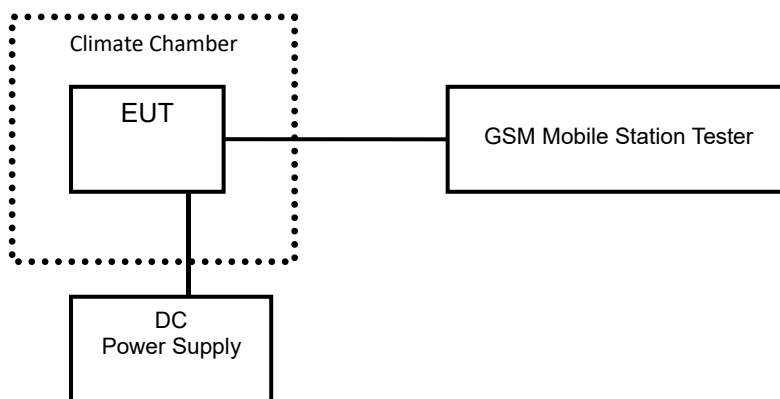 Climate Chamber
EUT
GSM Mobile Station Tester
DC
Power Supply